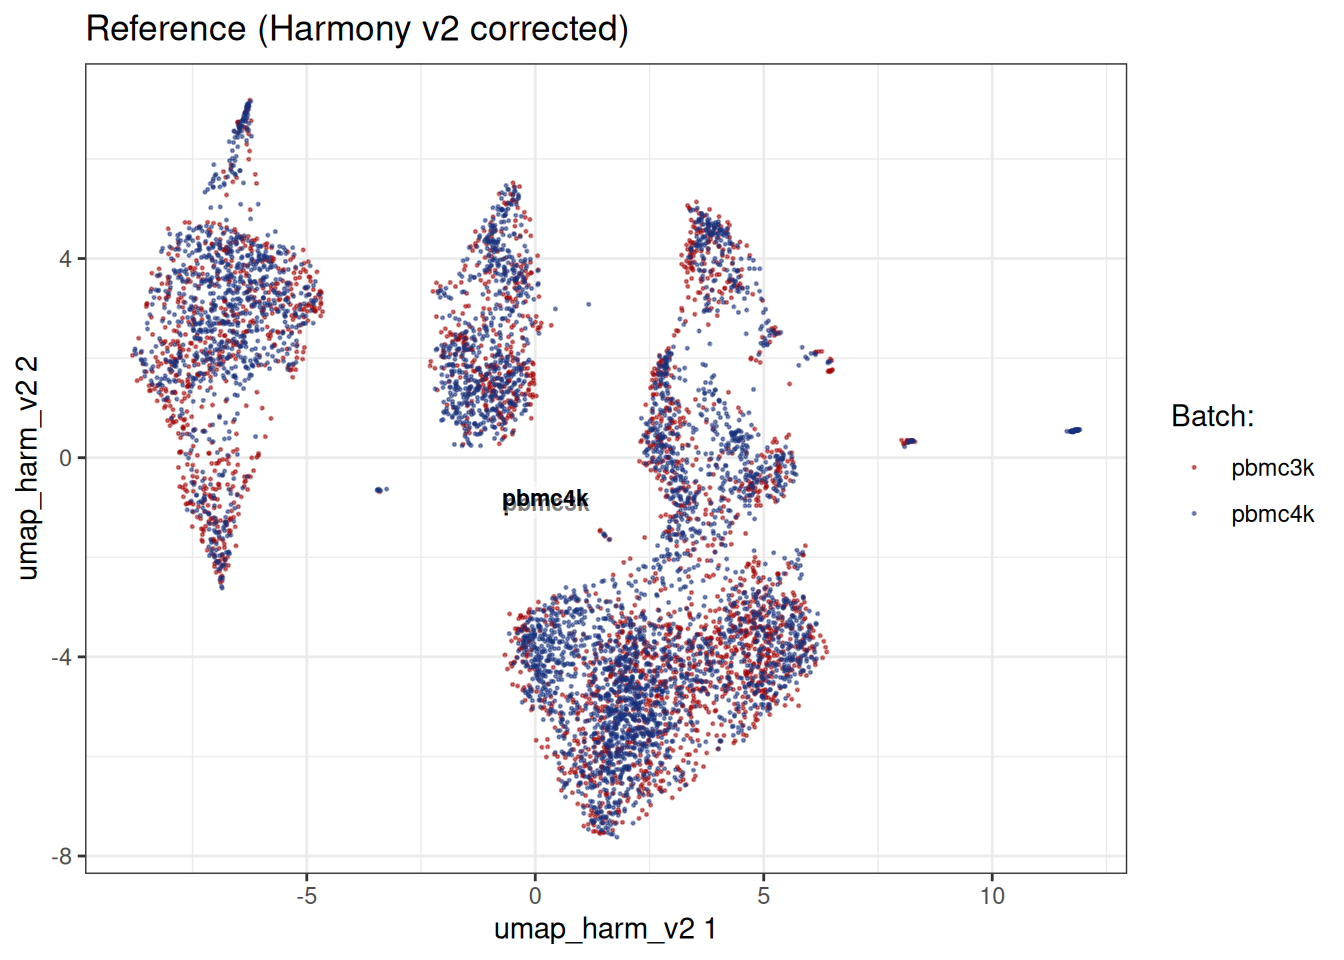 Reference (Harmony v2 corrected)
umap_harm_v2 2
4
0
-4
-8
pbmc4k
pbmc3k
-5
0
5
10
umap_harm_v2 1
Batch:
pbmc3k
pbmc4k